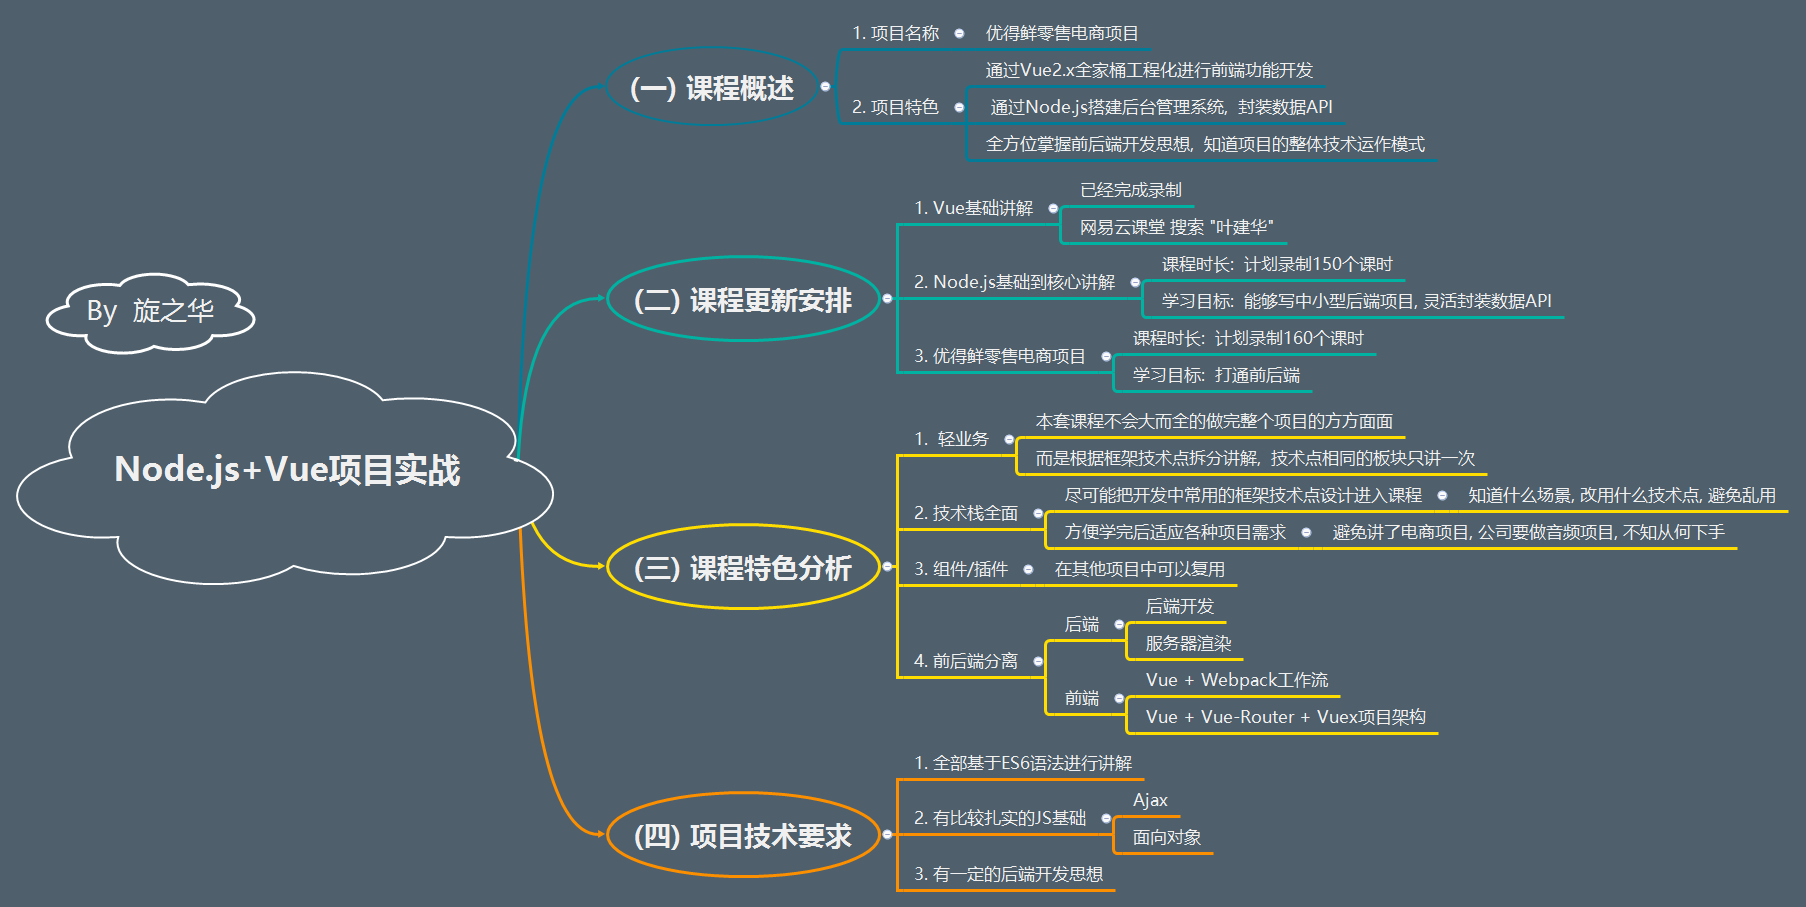 By 旋之华
Node.js+Vue项目实战
(一) 课程概述
1. 项目名称
优得鲜零售电商项目
2. 项目特色
通过Vue2.x全家桶工程化进行前端功能开发
通过Node.js搭建后台管理系统, 封装数据API
全方位掌握前后端开发思想, 知道项目的整体技术运作模式
(二) 课程更新安排
1. Vue基础讲解
已经完成录制
网易云课堂 搜索 "叶建华"
2. Node.js基础到核心讲解
课程时长: 计划录制150个课时
学习目标: 能够写中小型后端项目, 灵活封装数据API
3. 优得鲜零售电商项目
课程时长: 计划录制160个课时
学习目标: 打通前后端
(三) 课程特色分析
1. 轻业务
本套课程不会大而全的做完整个项目的方方面面
而是根据框架技术点拆分讲解, 技术点相同的板块只讲一次
2. 技术栈全面
尽可能把开发中常用的框架技术点设计进入课程
知道什么场景, 改用什么技术点, 避免乱用
方便学完后适应各种项目需求
避免讲了电商项目, 公司要做音频项目, 不知从何下手
3. 组件/插件
在其他项目中可以复用
4. 前后端分离
后端
后端开发
服务器渲染
前端
Vue + Webpack工作流
Vue + Vue-Router + Vuex项目架构
(四) 项目技术要求
1. 全部基于ES6语法进行讲解
2. 有比较扎实的JS基础
Ajax
面向对象
3. 有一定的后端开发思想